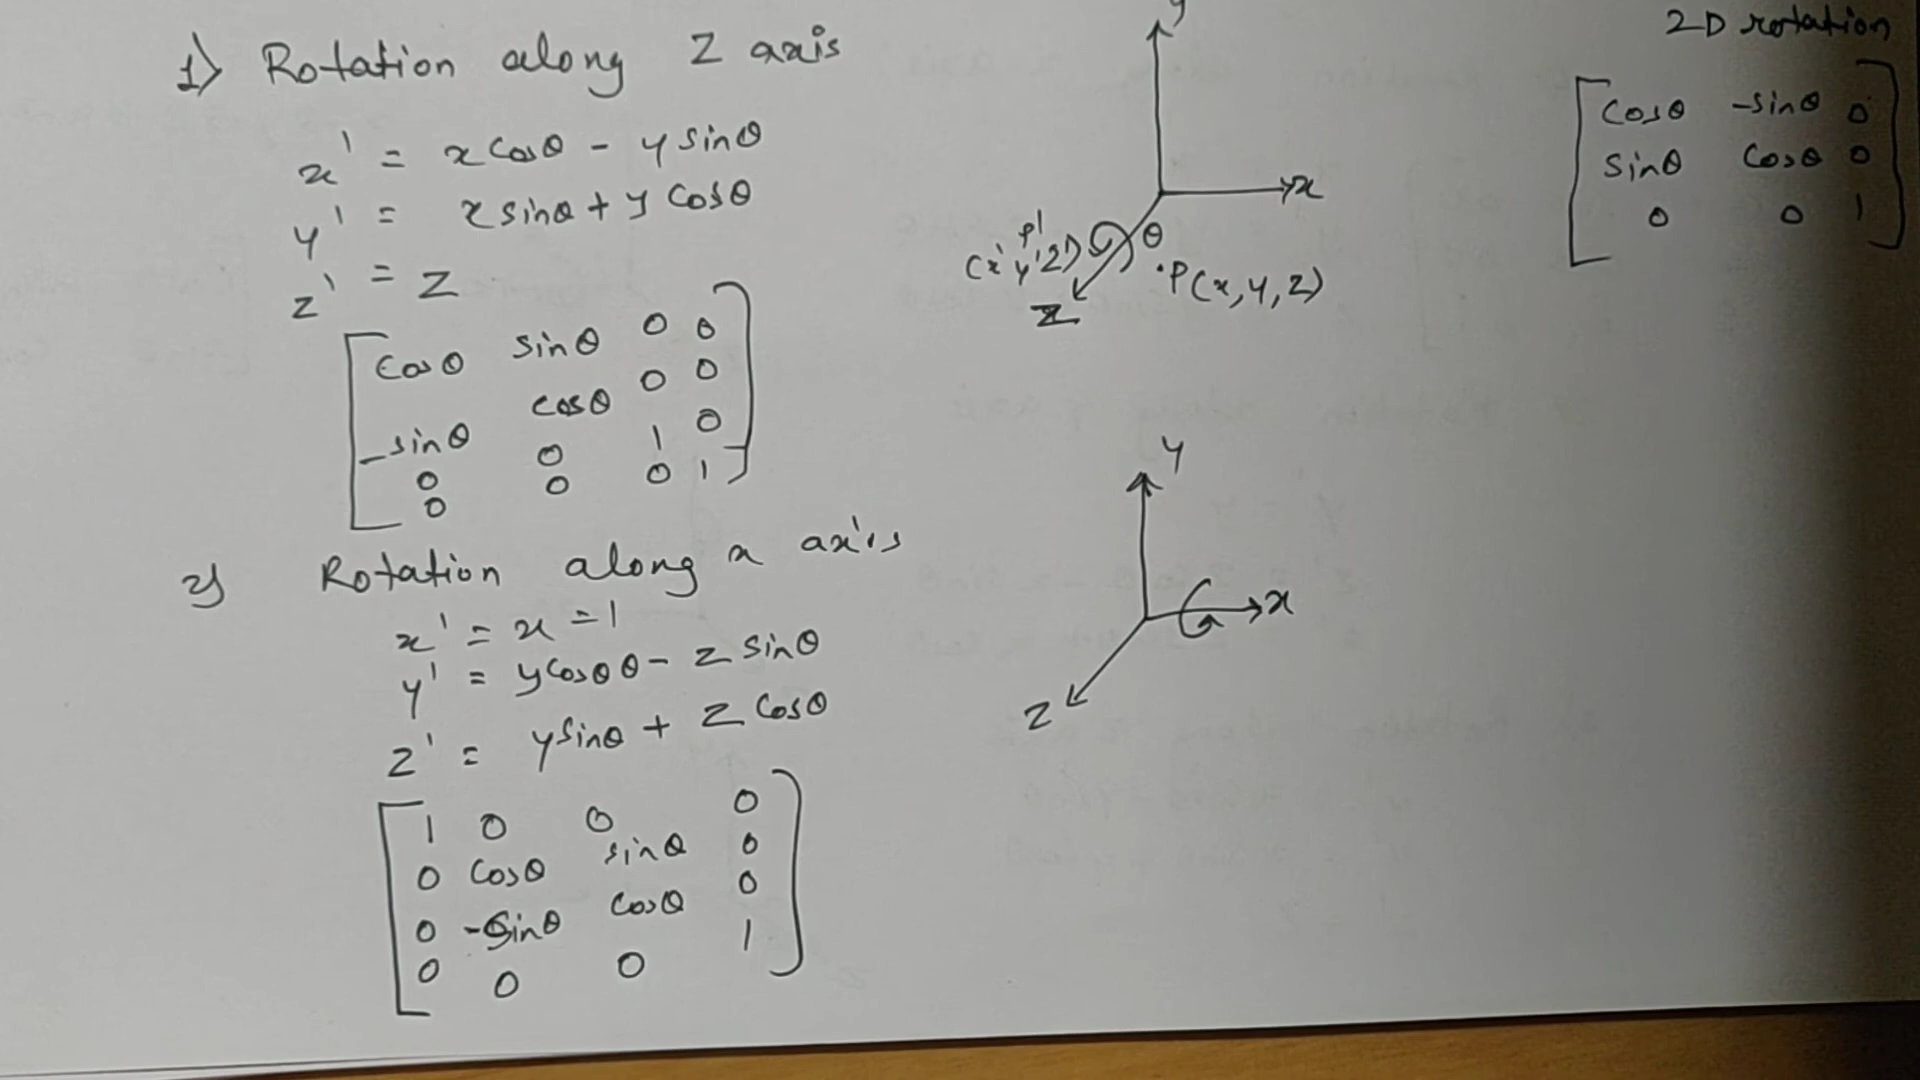 1) Rotation along Z axis
x' = x cosθ - y sinθ
y' = x sinθ + y cosθ
z' = z
cosθ sinθ 0 0
-sinθ cosθ 0 0
0 0 1 0
0 0 0 1
y
x
θ
p'
(x' y' z')
P(x, y, z)
Z
2D rotation
cosθ -sinθ 0
sinθ cosθ 0
0 0 1
2) Rotation along x axis
x' = x = 1
y' = y cosθ θ - z sinθ
z' = y sinθ + z cosθ
1 0 0 0
0 cosθ sinθ 0
0 -sinθ cosθ 0
0 0 0 1
y
x
z